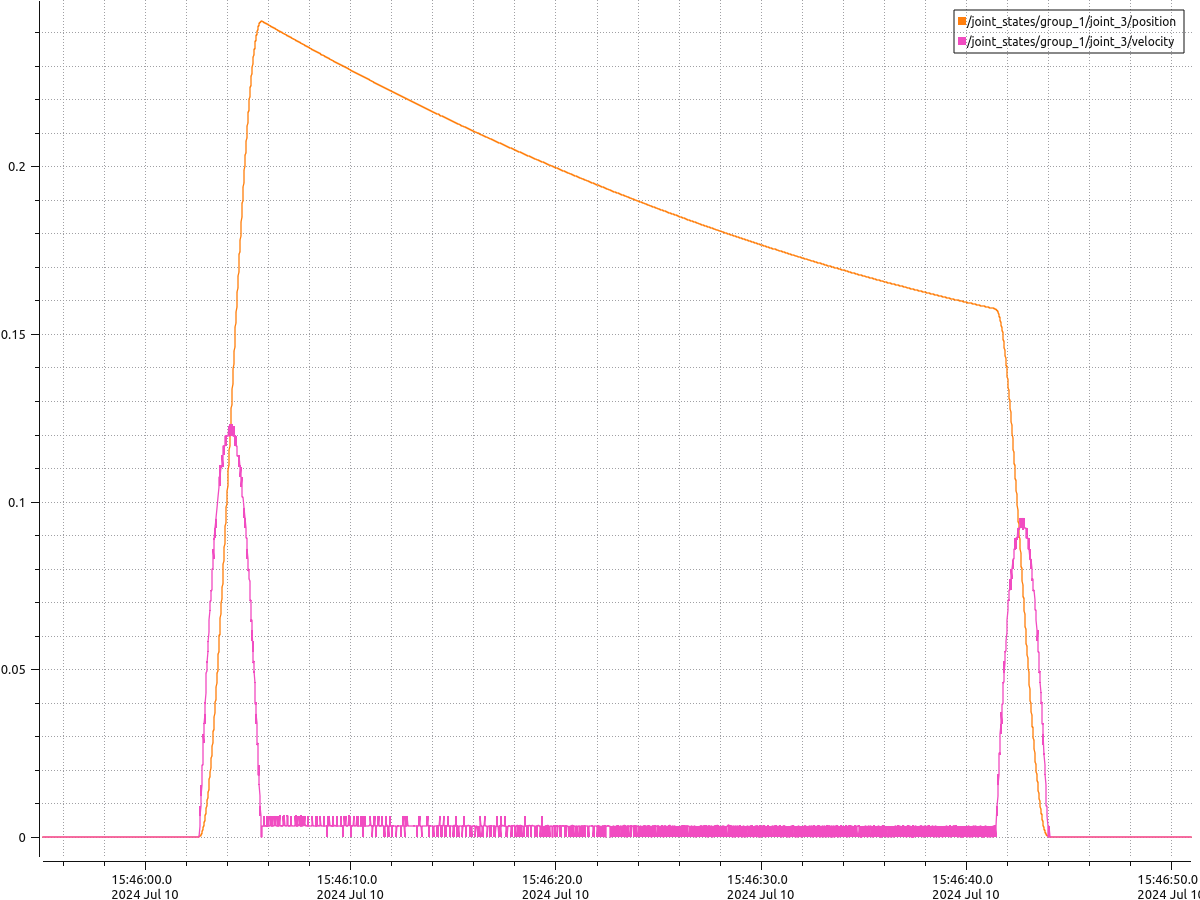 /joint_states/group_1/joint_3/position
/joint_states/group_1/joint_3/velocity
0.2
0.15
0.1
0.05
0
15:46:00.0 15:46:10.0 15:46:20.0 15:46:30.0 15:46:40.0 15:46:50.0
2024 Jul 10 2024 Jul 10 2024 Jul 10 2024 Jul 10 2024 Jul 10 2024 Jul 10